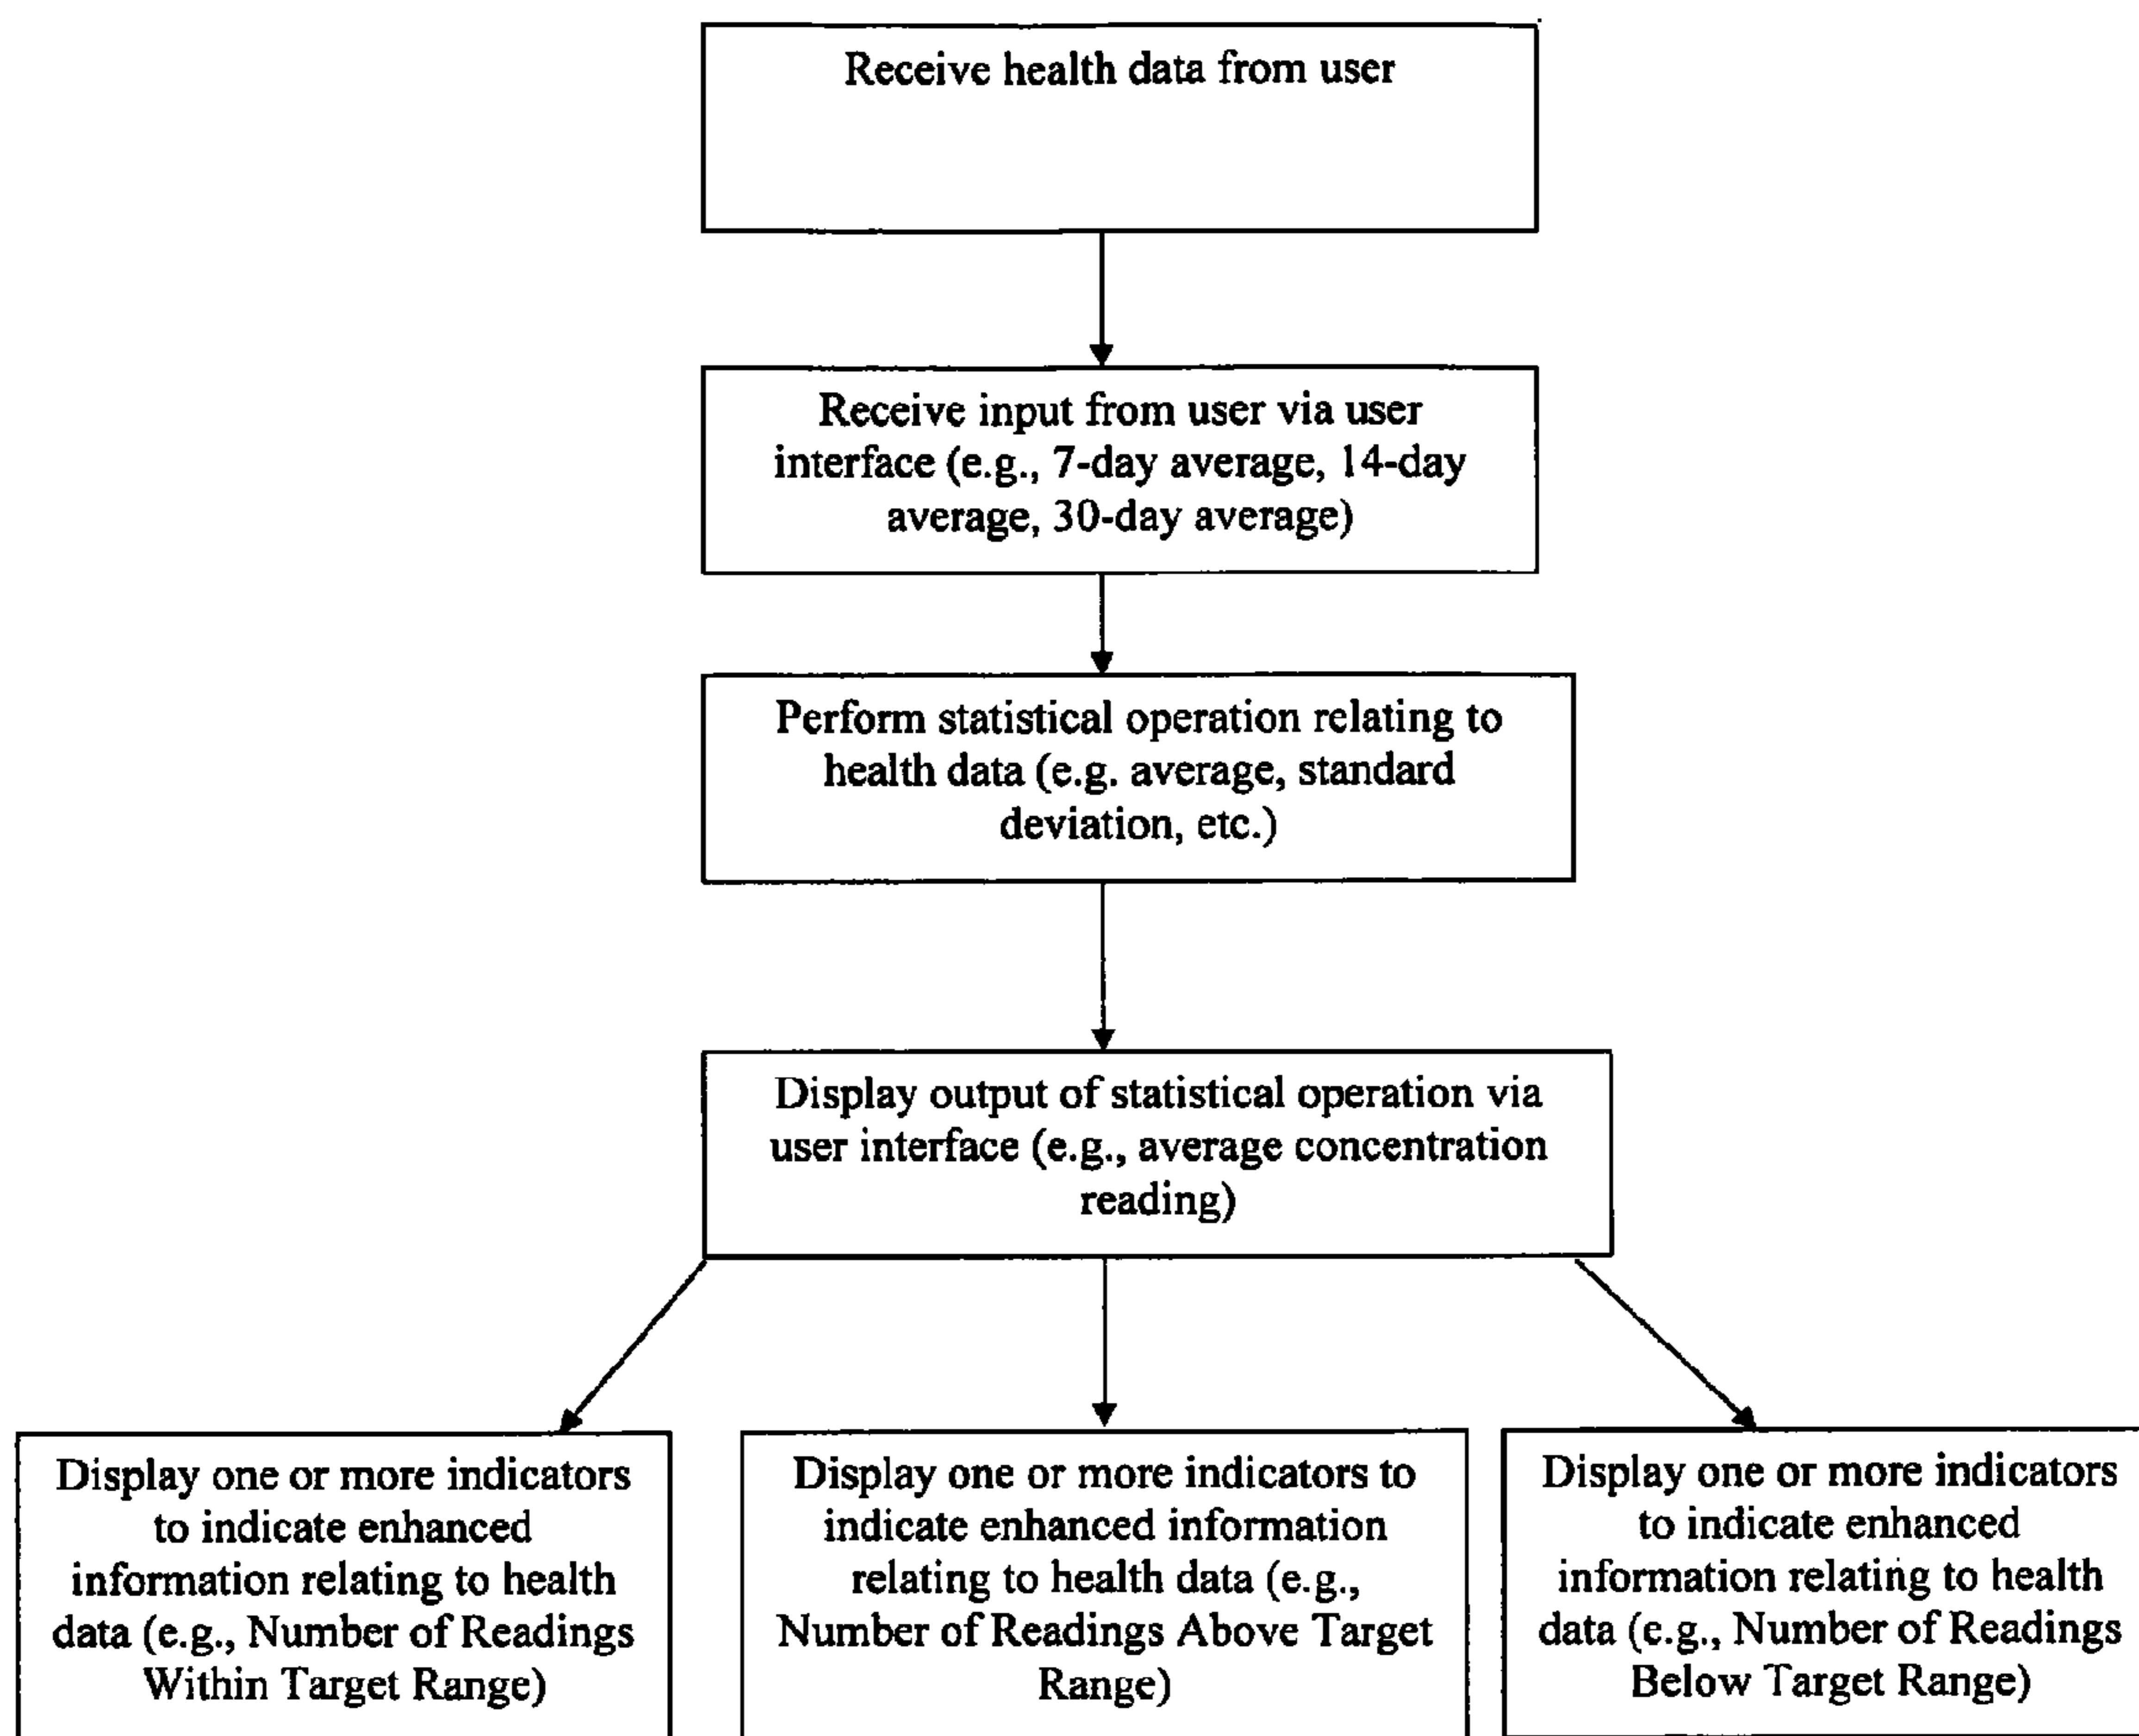 Receive health data from user
Receive input from user via user
interface (e.g., 7-day average, 14-day
average, 30-day average)
Perform statistical operation relating to
health data (e.g. average, standard
deviation, etc.)
Display output of statistical operation via
user interface (e.g., average concentration
reading)
Display one or more indicators
to indicate enhanced
information relating to health
data (e.g., Number of Readings
Within Target Range)
Display one or more indicators to
indicate enhanced information
relating to health data (e.g.,
Number of Readings Above Target
Range)
Display one or more indicators
to indicate enhanced
information relating to health
data (e.g., Number of Readings
Below Target Range)